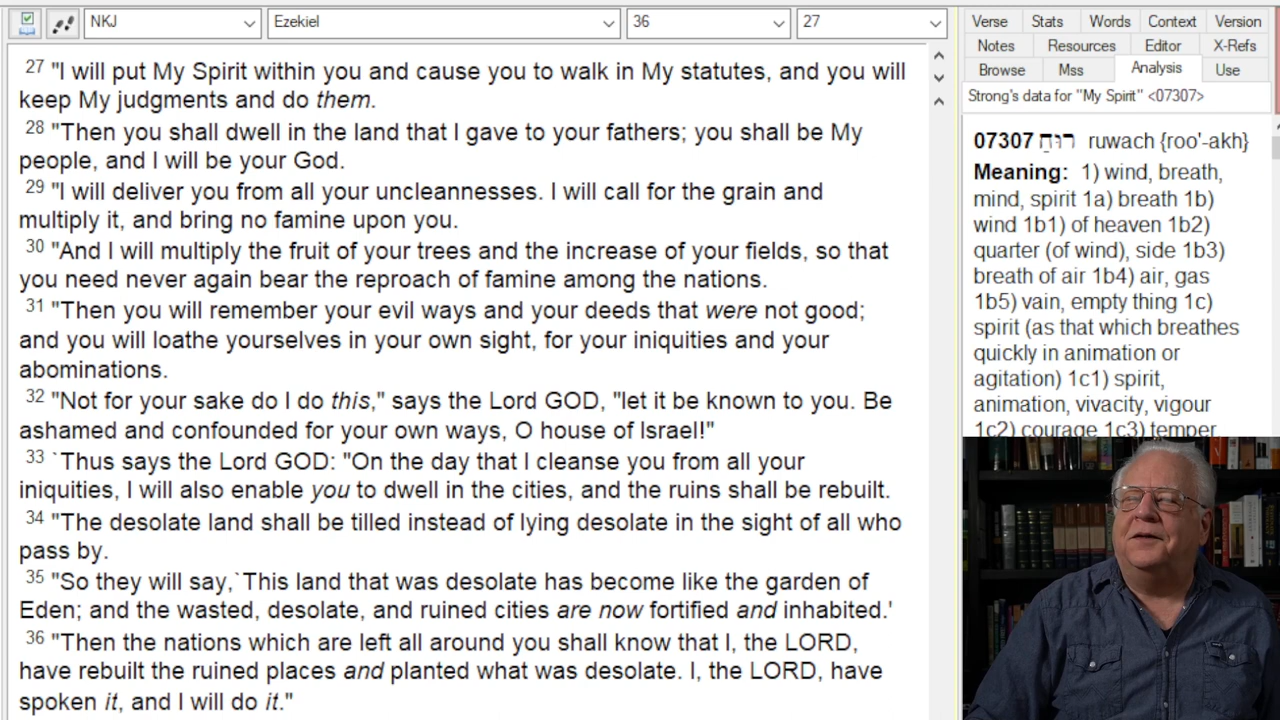 NKJ Ezekiel 36 27
27 "I will put My Spirit within you and cause you to walk in My statutes, and you will
keep My judgments and do them.
28 "Then you shall dwell in the land that I gave to your fathers; you shall be My
people, and I will be your God.
29 "I will deliver you from all your uncleannesses. I will call for the grain and
multiply it, and bring no famine upon you.
30 "And I will multiply the fruit of your trees and the increase of your fields, so that
you need never again bear the reproach of famine among the nations.
31 "Then you will remember your evil ways and your deeds that were not good;
and you will loathe yourselves in your own sight, for your iniquities and your
abominations.
32 "Not for your sake do I do this," says the Lord GOD, "let it be known to you. Be
ashamed and confounded for your own ways, O house of Israel!"
33 `Thus says the Lord GOD: "On the day that I cleanse you from all your
iniquities, I will also enable you to dwell in the cities, and the ruins shall be rebuilt.
34 "The desolate land shall be tilled instead of lying desolate in the sight of all who
pass by.
35 "So they will say,`This land that was desolate has become like the garden of
Eden; and the wasted, desolate, and ruined cities are now fortified and inhabited.'
36 "Then the nations which are left all around you shall know that I, the LORD,
have rebuilt the ruined places and planted what was desolate. I, the LORD, have
spoken it, and I will do it."
Verse Stats Words Context Version
Notes Resources Editor X-Refs
Browse Mss Analysis Use
Strong's data for "My Spirit" <07307>
07307 רוּחַ ruwach {roo'-akh}
Meaning: 1) wind, breath,
mind, spirit 1a) breath 1b)
wind 1b1) of heaven 1b2)
quarter (of wind), side 1b3)
breath of air 1b4) air, gas
1b5) vain, empty thing 1c)
spirit (as that which breathes
quickly in animation or
agitation) 1c1) spirit,
animation, vivacity, vigour
1c2) courage 1c3) temper